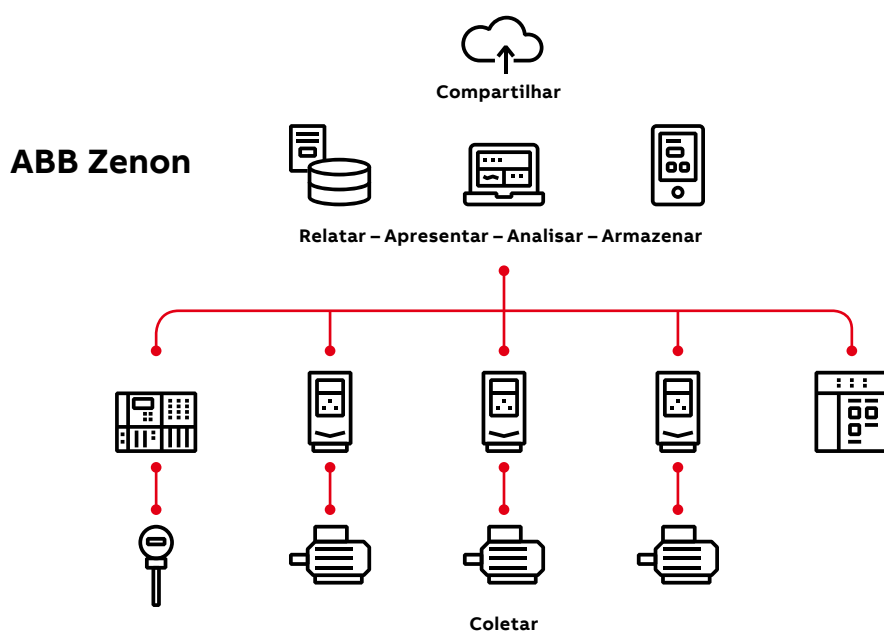 Compartilhar
ABB Zenon
Relatar – Apresentar – Analisar – Armazenar
Coletar